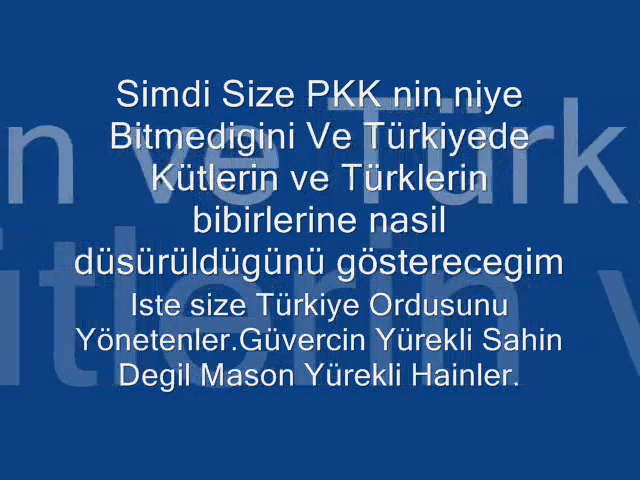 Simdi Size PKK nin niye
Bitmedigini Ve Türkiyede
Kütlerin ve Türklerin
bibirlerine nasil
düsürüldügünü gösterecegim
Iste size Türkiye Ordusunu
Yönetenler.Güvercin Yürekli Sahin
Degil Mason Yürekli Hainler.